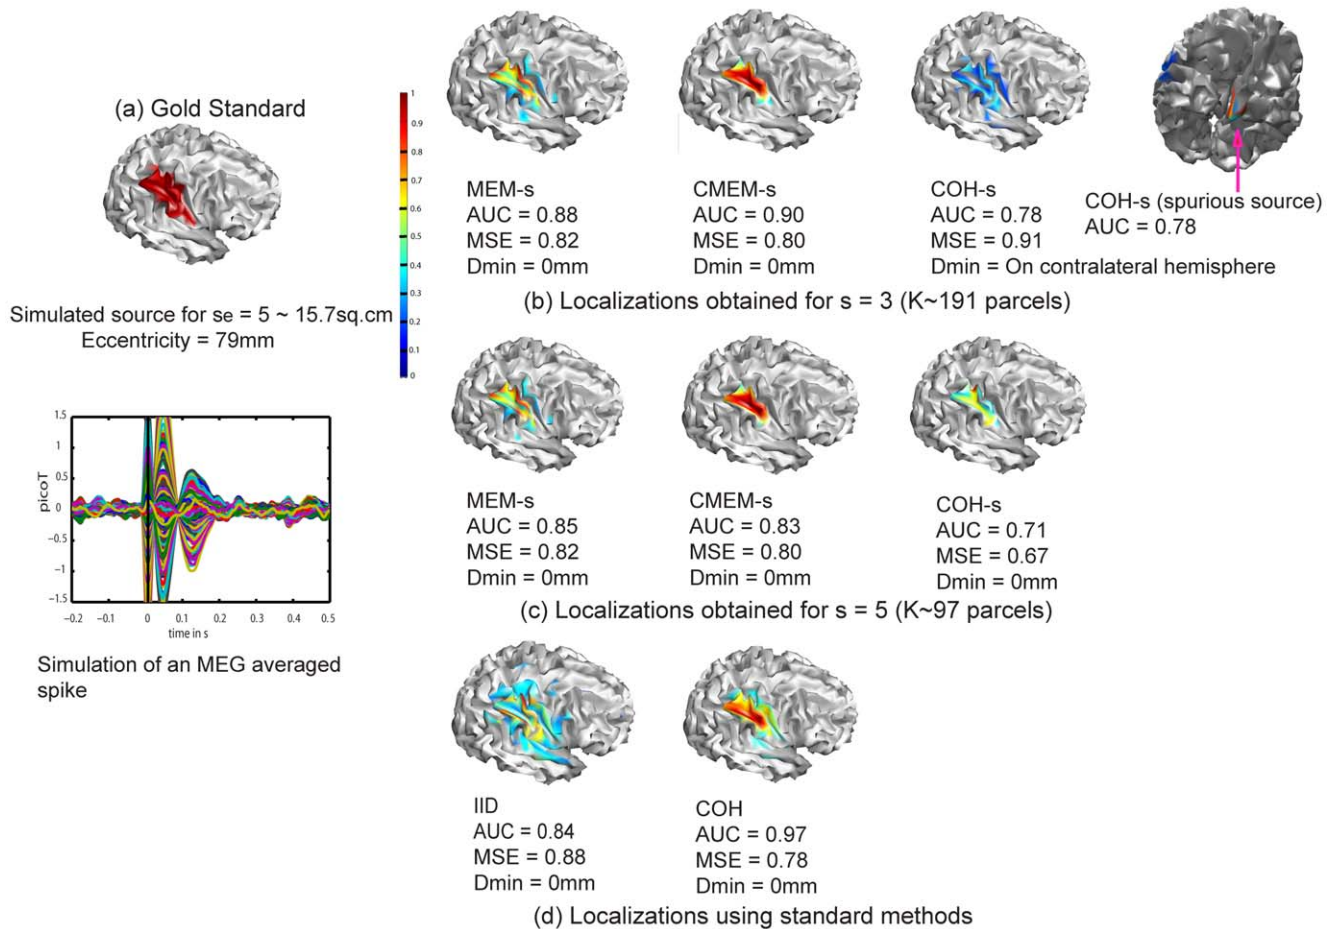 (a) Gold Standard
1
0.9
0.8
0.7
0.6
0.5
0.4
0.3
0.2
0.1
0
Simulated source for se = 5 ~ 15.7sq.cm
Eccentricity = 79mm
1.5
1
0.5
0
−0.5
−1
−1.5
picoT
−0.2 −0.1 0 0.1 0.2 0.3 0.4 0.5
time in s
Simulation of an MEG averaged
spike
MEM-s
AUC = 0.88
MSE = 0.82
Dmin = 0mm
CMEM-s
AUC = 0.90
MSE = 0.80
Dmin = 0mm
COH-s
AUC = 0.78
MSE = 0.91
Dmin = On contralateral hemisphere
COH-s (spurious source)
AUC = 0.78
(b) Localizations obtained for s = 3 (K~191 parcels)
MEM-s
AUC = 0.85
MSE = 0.82
Dmin = 0mm
CMEM-s
AUC = 0.83
MSE = 0.80
Dmin = 0mm
COH-s
AUC = 0.71
MSE = 0.67
Dmin = 0mm
(c) Localizations obtained for s = 5 (K~97 parcels)
IID
AUC = 0.84
MSE = 0.88
Dmin = 0mm
COH
AUC = 0.97
MSE = 0.78
Dmin = 0mm
(d) Localizations using standard methods